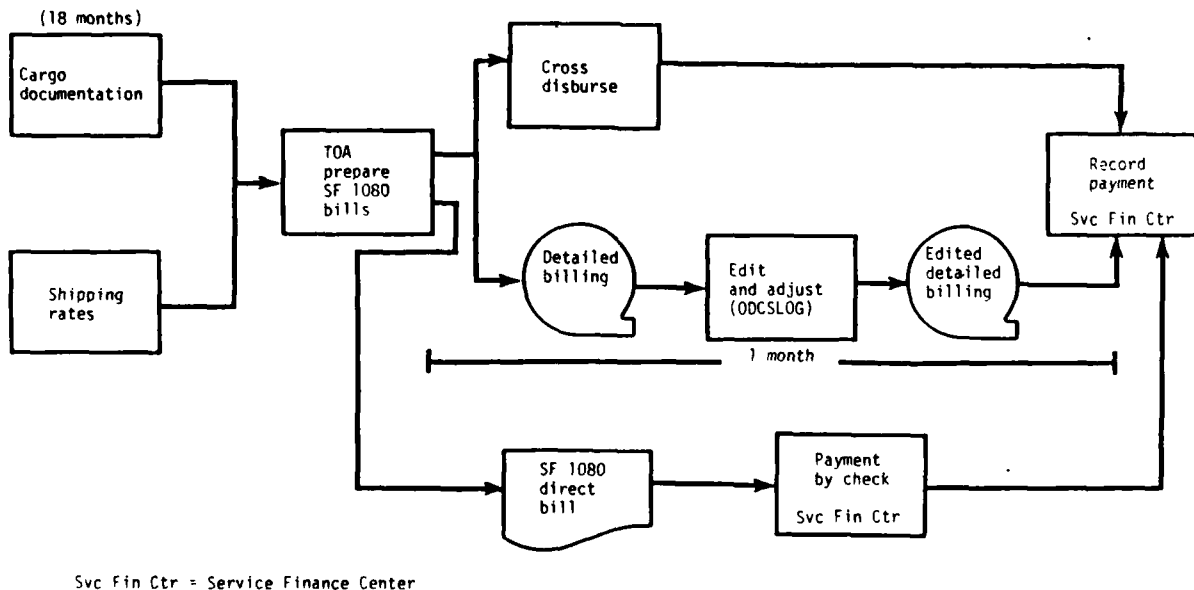 (18 months)
Cargo
documentation
Shipping
rates
TOA
prepare
SF 1080
bills
Cross
disburse
Detailed
billing
Edit
and adjust
(ODCSLOG)
Edited
detailed
billing
Record
payment
Svc Fin Ctr
1 month
SF 1080
direct
bill
Payment
by check
Svc Fin Ctr
Svc Fin Ctr = Service Finance Center